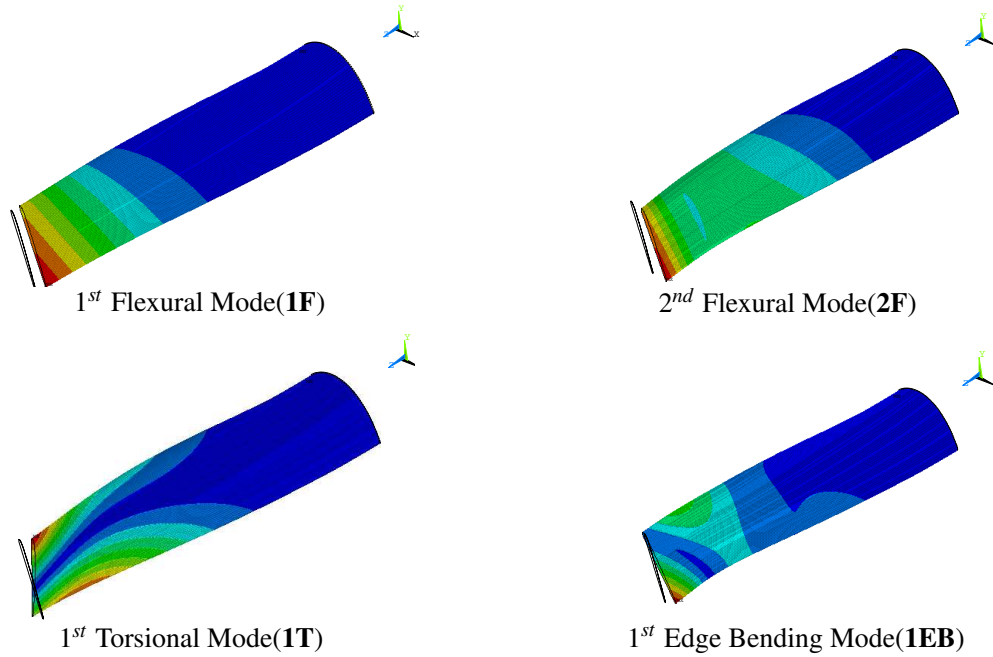 Y
Z X
1st Flexural Mode(1F)
Y
Z
2nd Flexural Mode(2F)
Y
Z
1st Torsional Mode(1T)
Y
Z
1st Edge Bending Mode(1EB)